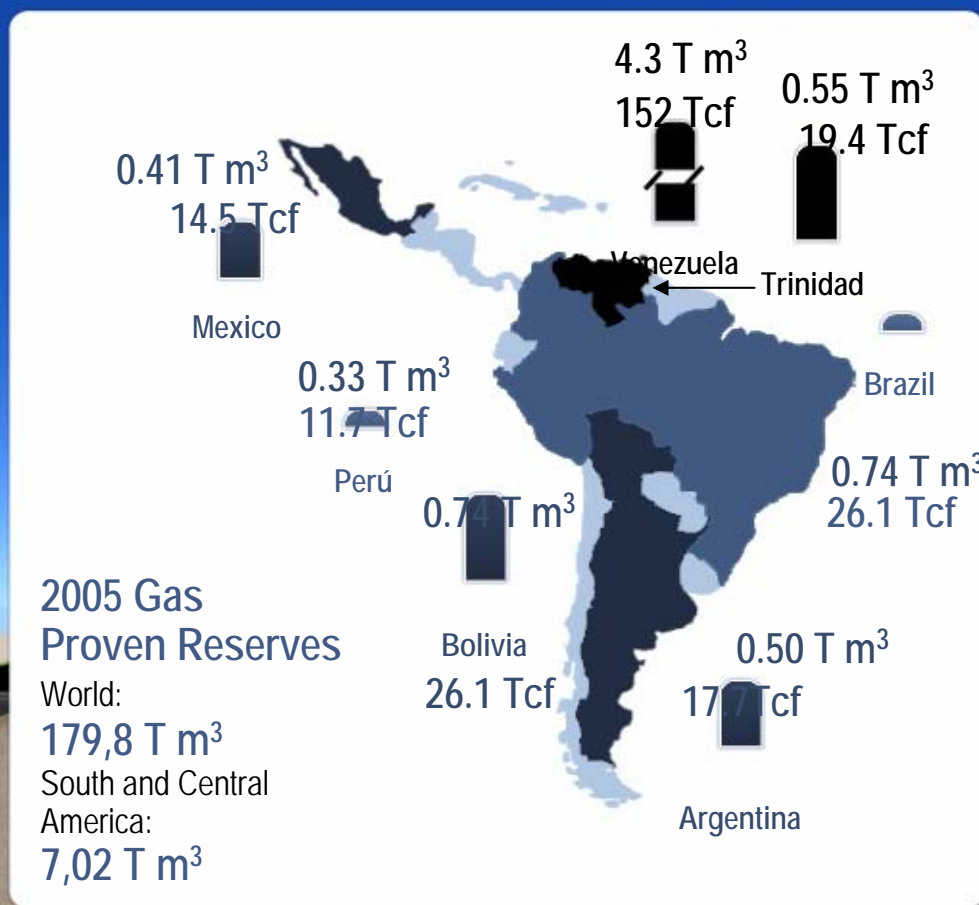 4.3 T m³
152 Tcf
0.55 T m³
19.4 Tcf
0.41 T m³
14.5 Tcf
Mexico
Venezuela
Trinidad
Brazil
0.74 T m³
26.1 Tcf
0.33 T m³
11.7 Tcf
Perú
0.74 T m³
Bolivia
26.1 Tcf
0.50 T m³
17.7Tcf
Argentina
2005 Gas
Proven Reserves
World:
179,8 T m³
South and Central
America:
7,02 T m³